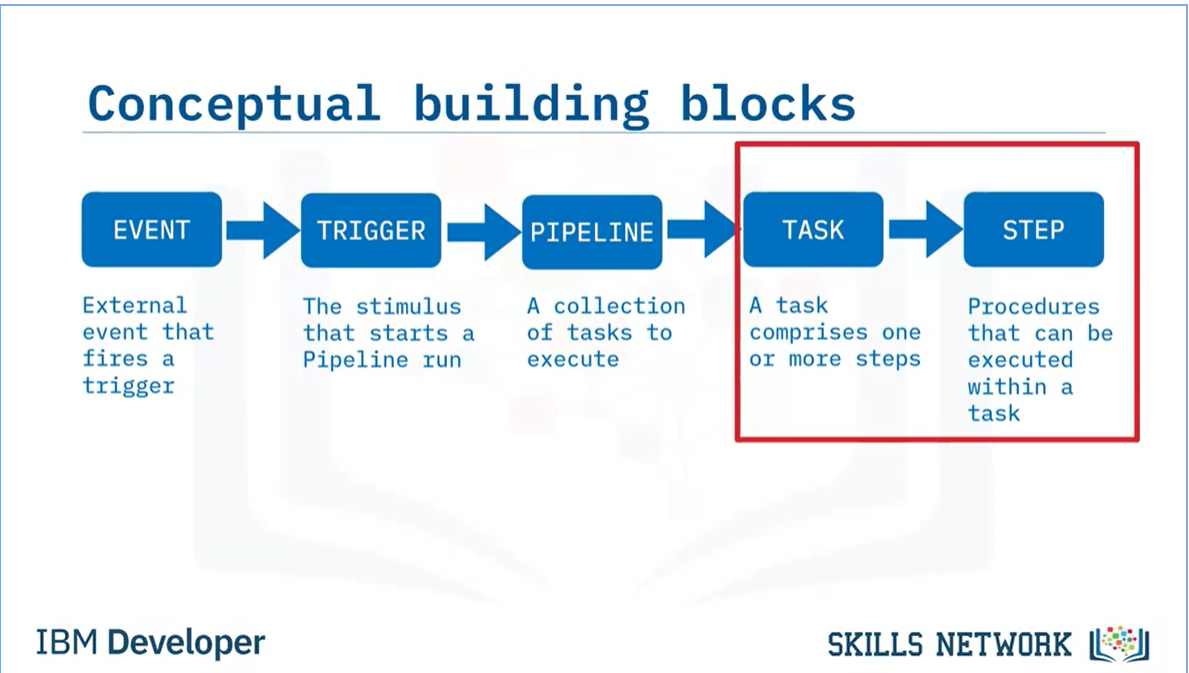 Conceptual building blocks
EVENT
TRIGGER
PIPELINE
TASK
STEP
External
event that
fires a
trigger
The stimulus
that starts a
Pipeline run
A collection
of tasks to
execute
A task
comprises one
or more steps
Procedures
that can be
executed
within a
task
IBM Developer
SKILLS NETWORK